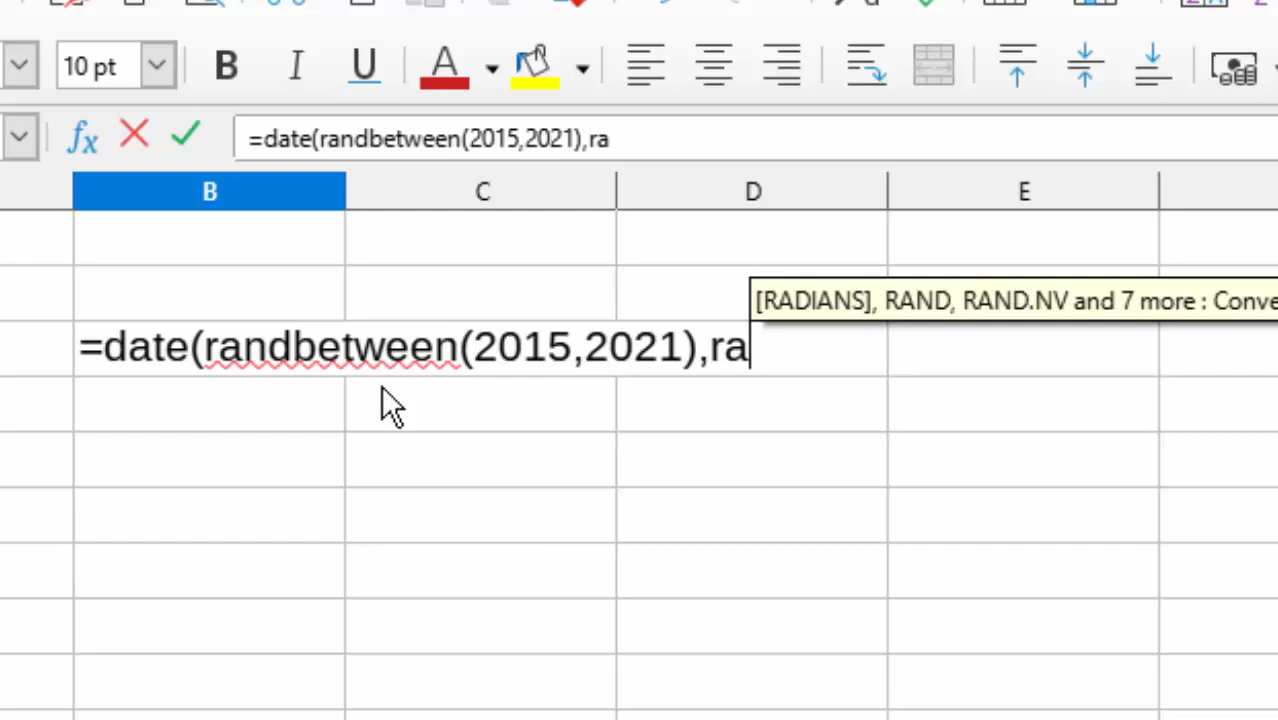 10 pt
B I U A
fx
=date(randbetween(2015,2021),ra
B C D E
[RADIANS], RAND, RAND.NV and 7 more : Conve
=date(randbetween(2015,2021),ra